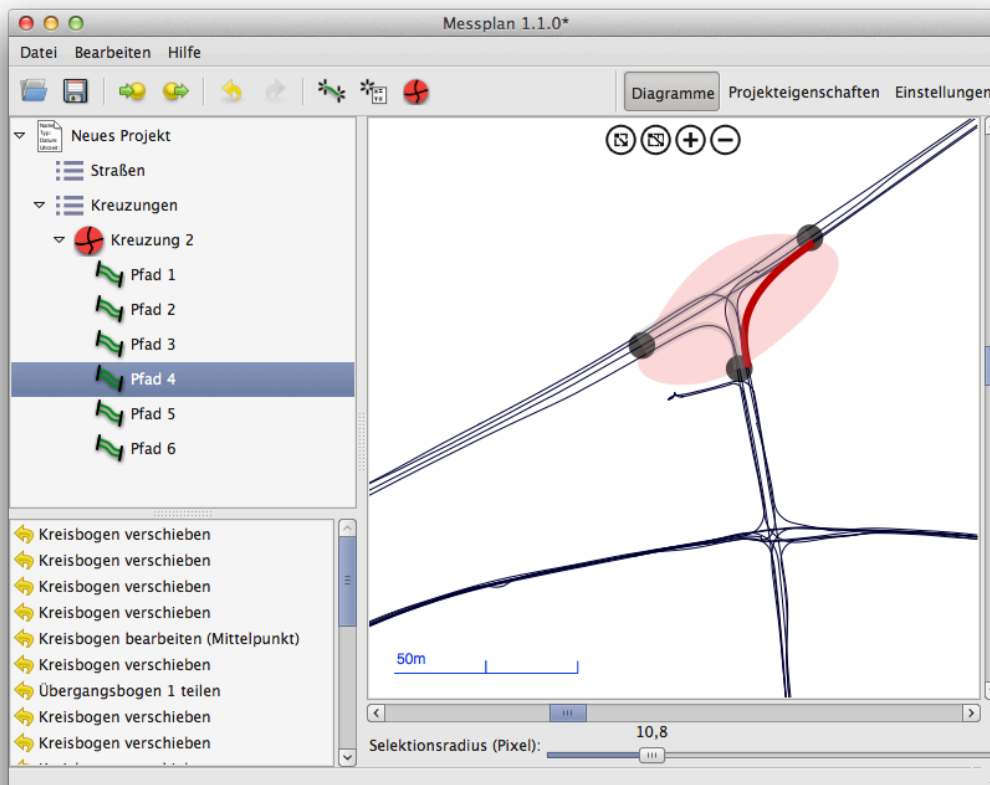 Messplan 1.1.0*
Datei Bearbeiten Hilfe
Diagramme Projekteigenschaften Einstellungen
Neues Projekt
Straßen
Kreuzungen
Kreuzung 2
Pfad 1
Pfad 2
Pfad 3
Pfad 4
Pfad 5
Pfad 6
Kreisbogen verschieben
Kreisbogen verschieben
Kreisbogen verschieben
Kreisbogen verschieben
Kreisbogen bearbeiten (Mittelpunkt)
Kreisbogen verschieben
Übergangsbogen 1 teilen
Kreisbogen verschieben
Kreisbogen verschieben
50m
10,8
Selektionsradius (Pixel):